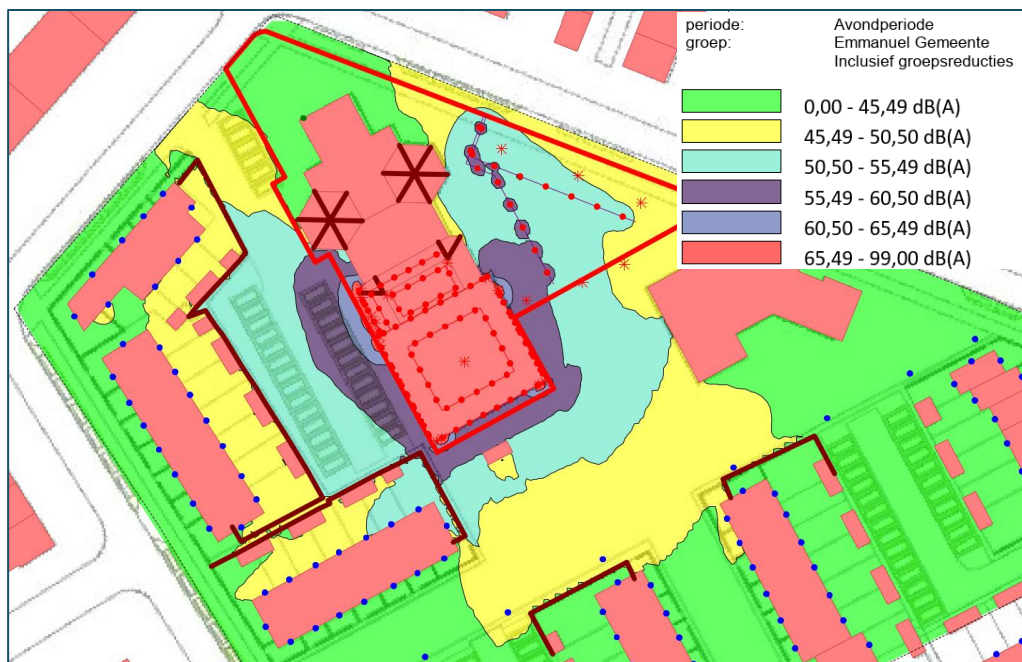 periode: Avondperiode
groep: Emmanuel Gemeente
Inclusief groepsreducties
0,00 - 45,49 dB(A)
45,49 - 50,50 dB(A)
50,50 - 55,49 dB(A)
55,49 - 60,50 dB(A)
60,50 - 65,49 dB(A)
65,49 - 99,00 dB(A)